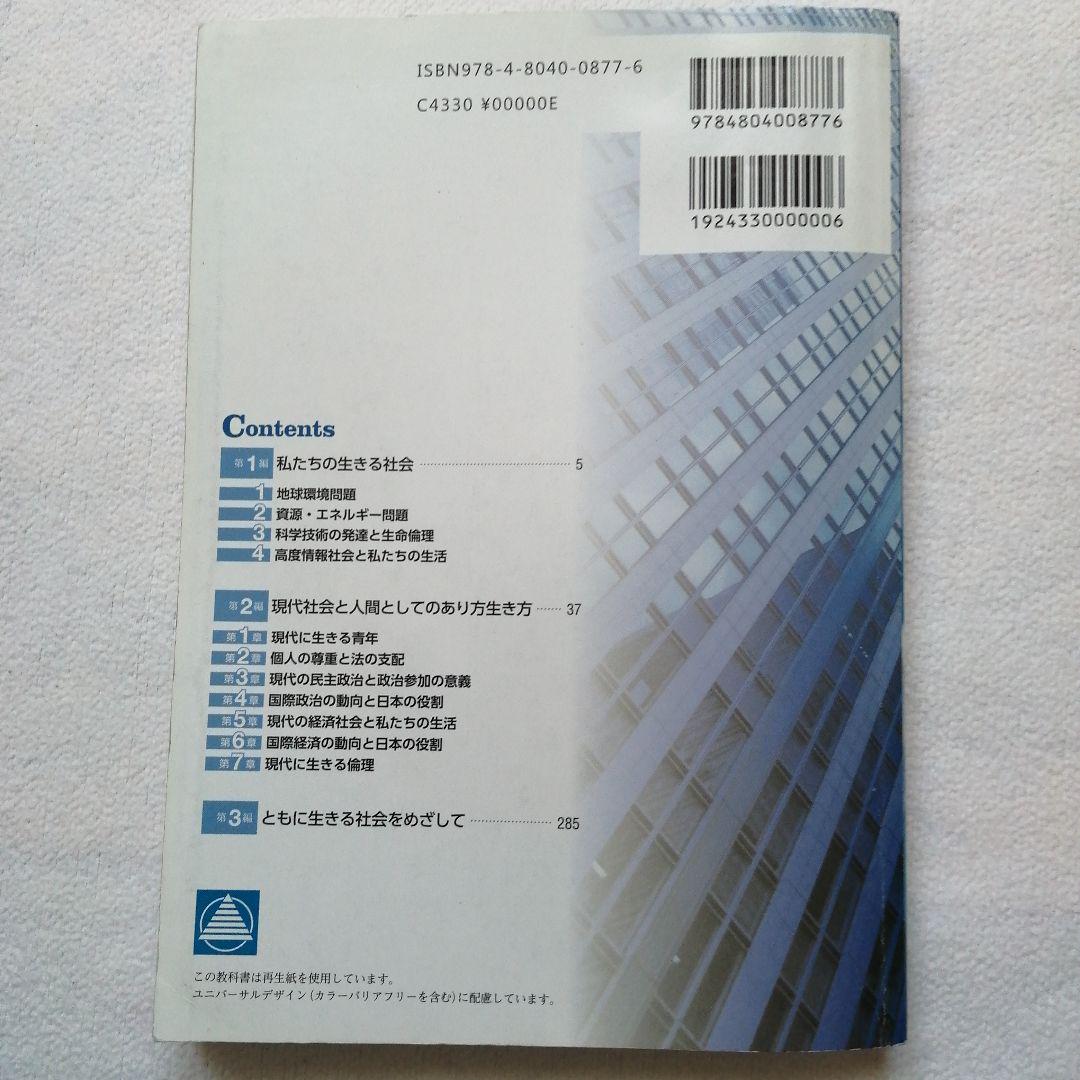 ISBN978-4-8040-0877-6
C4330 ¥00000E
9784804008776
1924330000006
Contents
第1編 私たちの生きる社会 5
1 地球環境問題
2 資源・エネルギー問題
3 科学技術の発達と生命倫理
4 高度情報社会と私たちの生活
第2編 現代社会と人間としてのあり方生き方 37
第1章 現代に生きる青年
第2章 個人の尊重と法の支配
第3章 現代の民主政治と政治参加の意義
第4章 国際政治の動向と日本の役割
第5章 現代の経済社会と私たちの生活
第6章 国際経済の動向と日本の役割
第7章 現代に生きる倫理
第3編 ともに生きる社会をめざして 285
この教科書は再生紙を使用しています。
ユニバーサルデザイン(カラーバリアフリーを含む)に配慮しています。